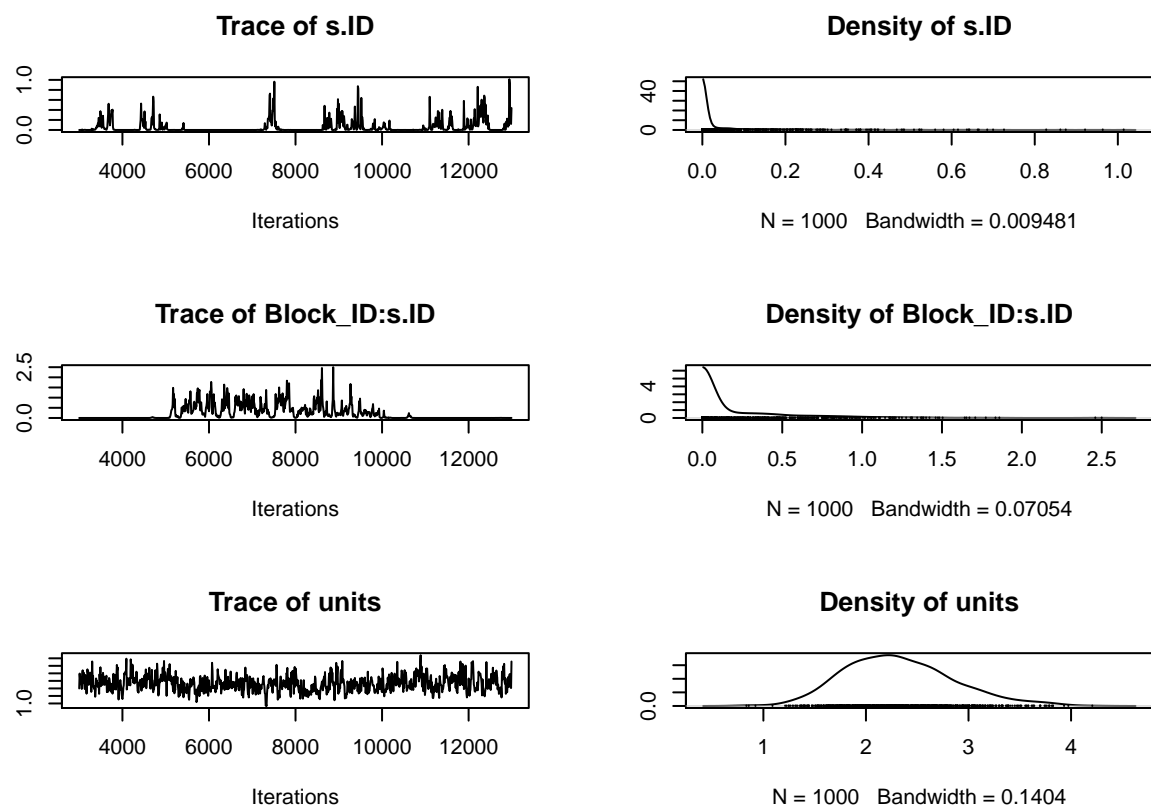 Trace of s.ID
0.0 1.0
4000 6000 8000 10000 12000
Iterations
Density of s.ID
0 40
0.0 0.2 0.4 0.6 0.8 1.0
N = 1000 Bandwidth = 0.009481
Trace of Block_ID:s.ID
0.0 2.5
4000 6000 8000 10000 12000
Iterations
Density of Block_ID:s.ID
0 4
0.0 0.5 1.0 1.5 2.0 2.5
N = 1000 Bandwidth = 0.07054
Trace of units
1.0
4000 6000 8000 10000 12000
Iterations
Density of units
0.0
1 2 3 4
N = 1000 Bandwidth = 0.1404